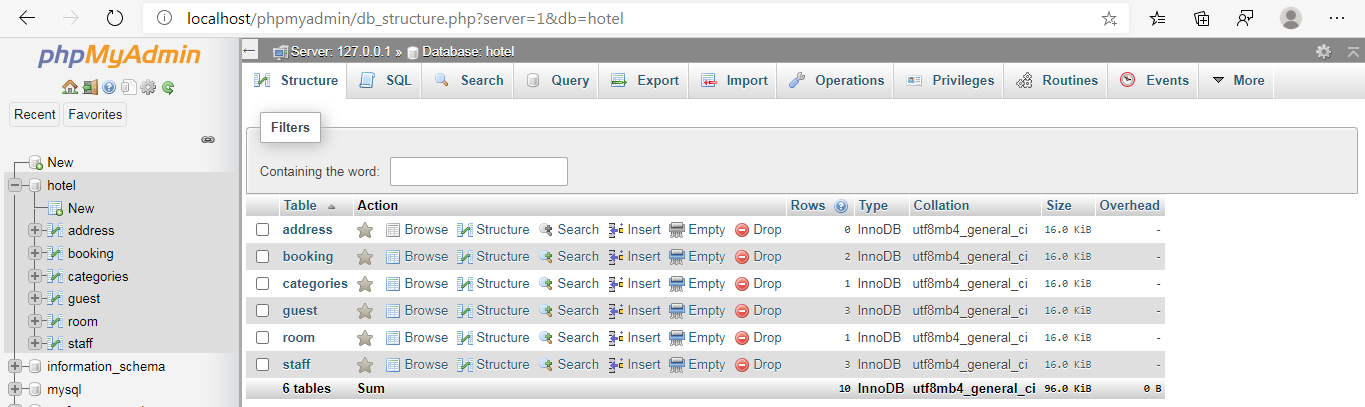 localhost/phpmyadmin/db_structure.php?server=1&db=hotel
phpMyAdmin
Recent Favorites
New
hotel
New
address
booking
categories
guest
room
staff
information_schema
mysql
Server: 127.0.0.1 » Database: hotel
Structure SQL Search Query Export Import Operations Privileges Routines Events More
Filters
Containing the word:
Table Action Rows Type Collation Size Overhead
address Browse Structure Search Insert Empty Drop 0 InnoDB utf8mb4_general_ci 16.0 KiB -
booking Browse Structure Search Insert Empty Drop 2 InnoDB utf8mb4_general_ci 16.0 KiB -
categories Browse Structure Search Insert Empty Drop 1 InnoDB utf8mb4_general_ci 16.0 KiB -
guest Browse Structure Search Insert Empty Drop 3 InnoDB utf8mb4_general_ci 16.0 KiB -
room Browse Structure Search Insert Empty Drop 1 InnoDB utf8mb4_general_ci 16.0 KiB -
staff Browse Structure Search Insert Empty Drop 3 InnoDB utf8mb4_general_ci 16.0 KiB -
6 tables Sum 10 InnoDB utf8mb4_general_ci 96.0 KiB 0 B